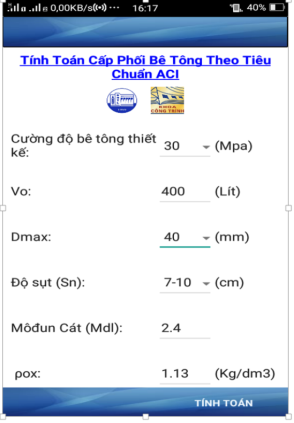 0,00KB/s ··· 16:17 40%
Tính Toán Cấp Phối Bê Tông Theo Tiêu
Chuẩn ACI
KHOA
CÔNG TRÌNH
Cường độ bê tông thiết kế: 30 (Mpa)
Vo: 400 (Lít)
Dmax: 40 (mm)
Độ sụt (Sn): 7-10 (cm)
Môđun Cát (Mdl): 2.4
ρox: 1.13 (Kg/dm3)
TÍNH TOÁN